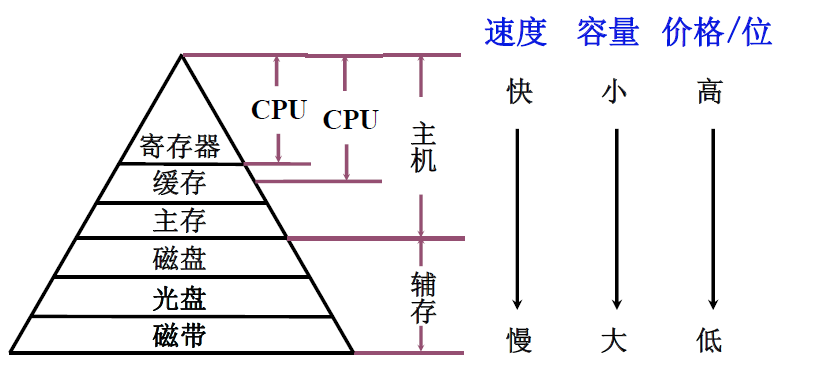 速度 容量 价格/位
快 小 高
CPU
CPU
主机
寄存器
缓存
主存
磁盘
光盘
磁带
辅存
慢 大 低